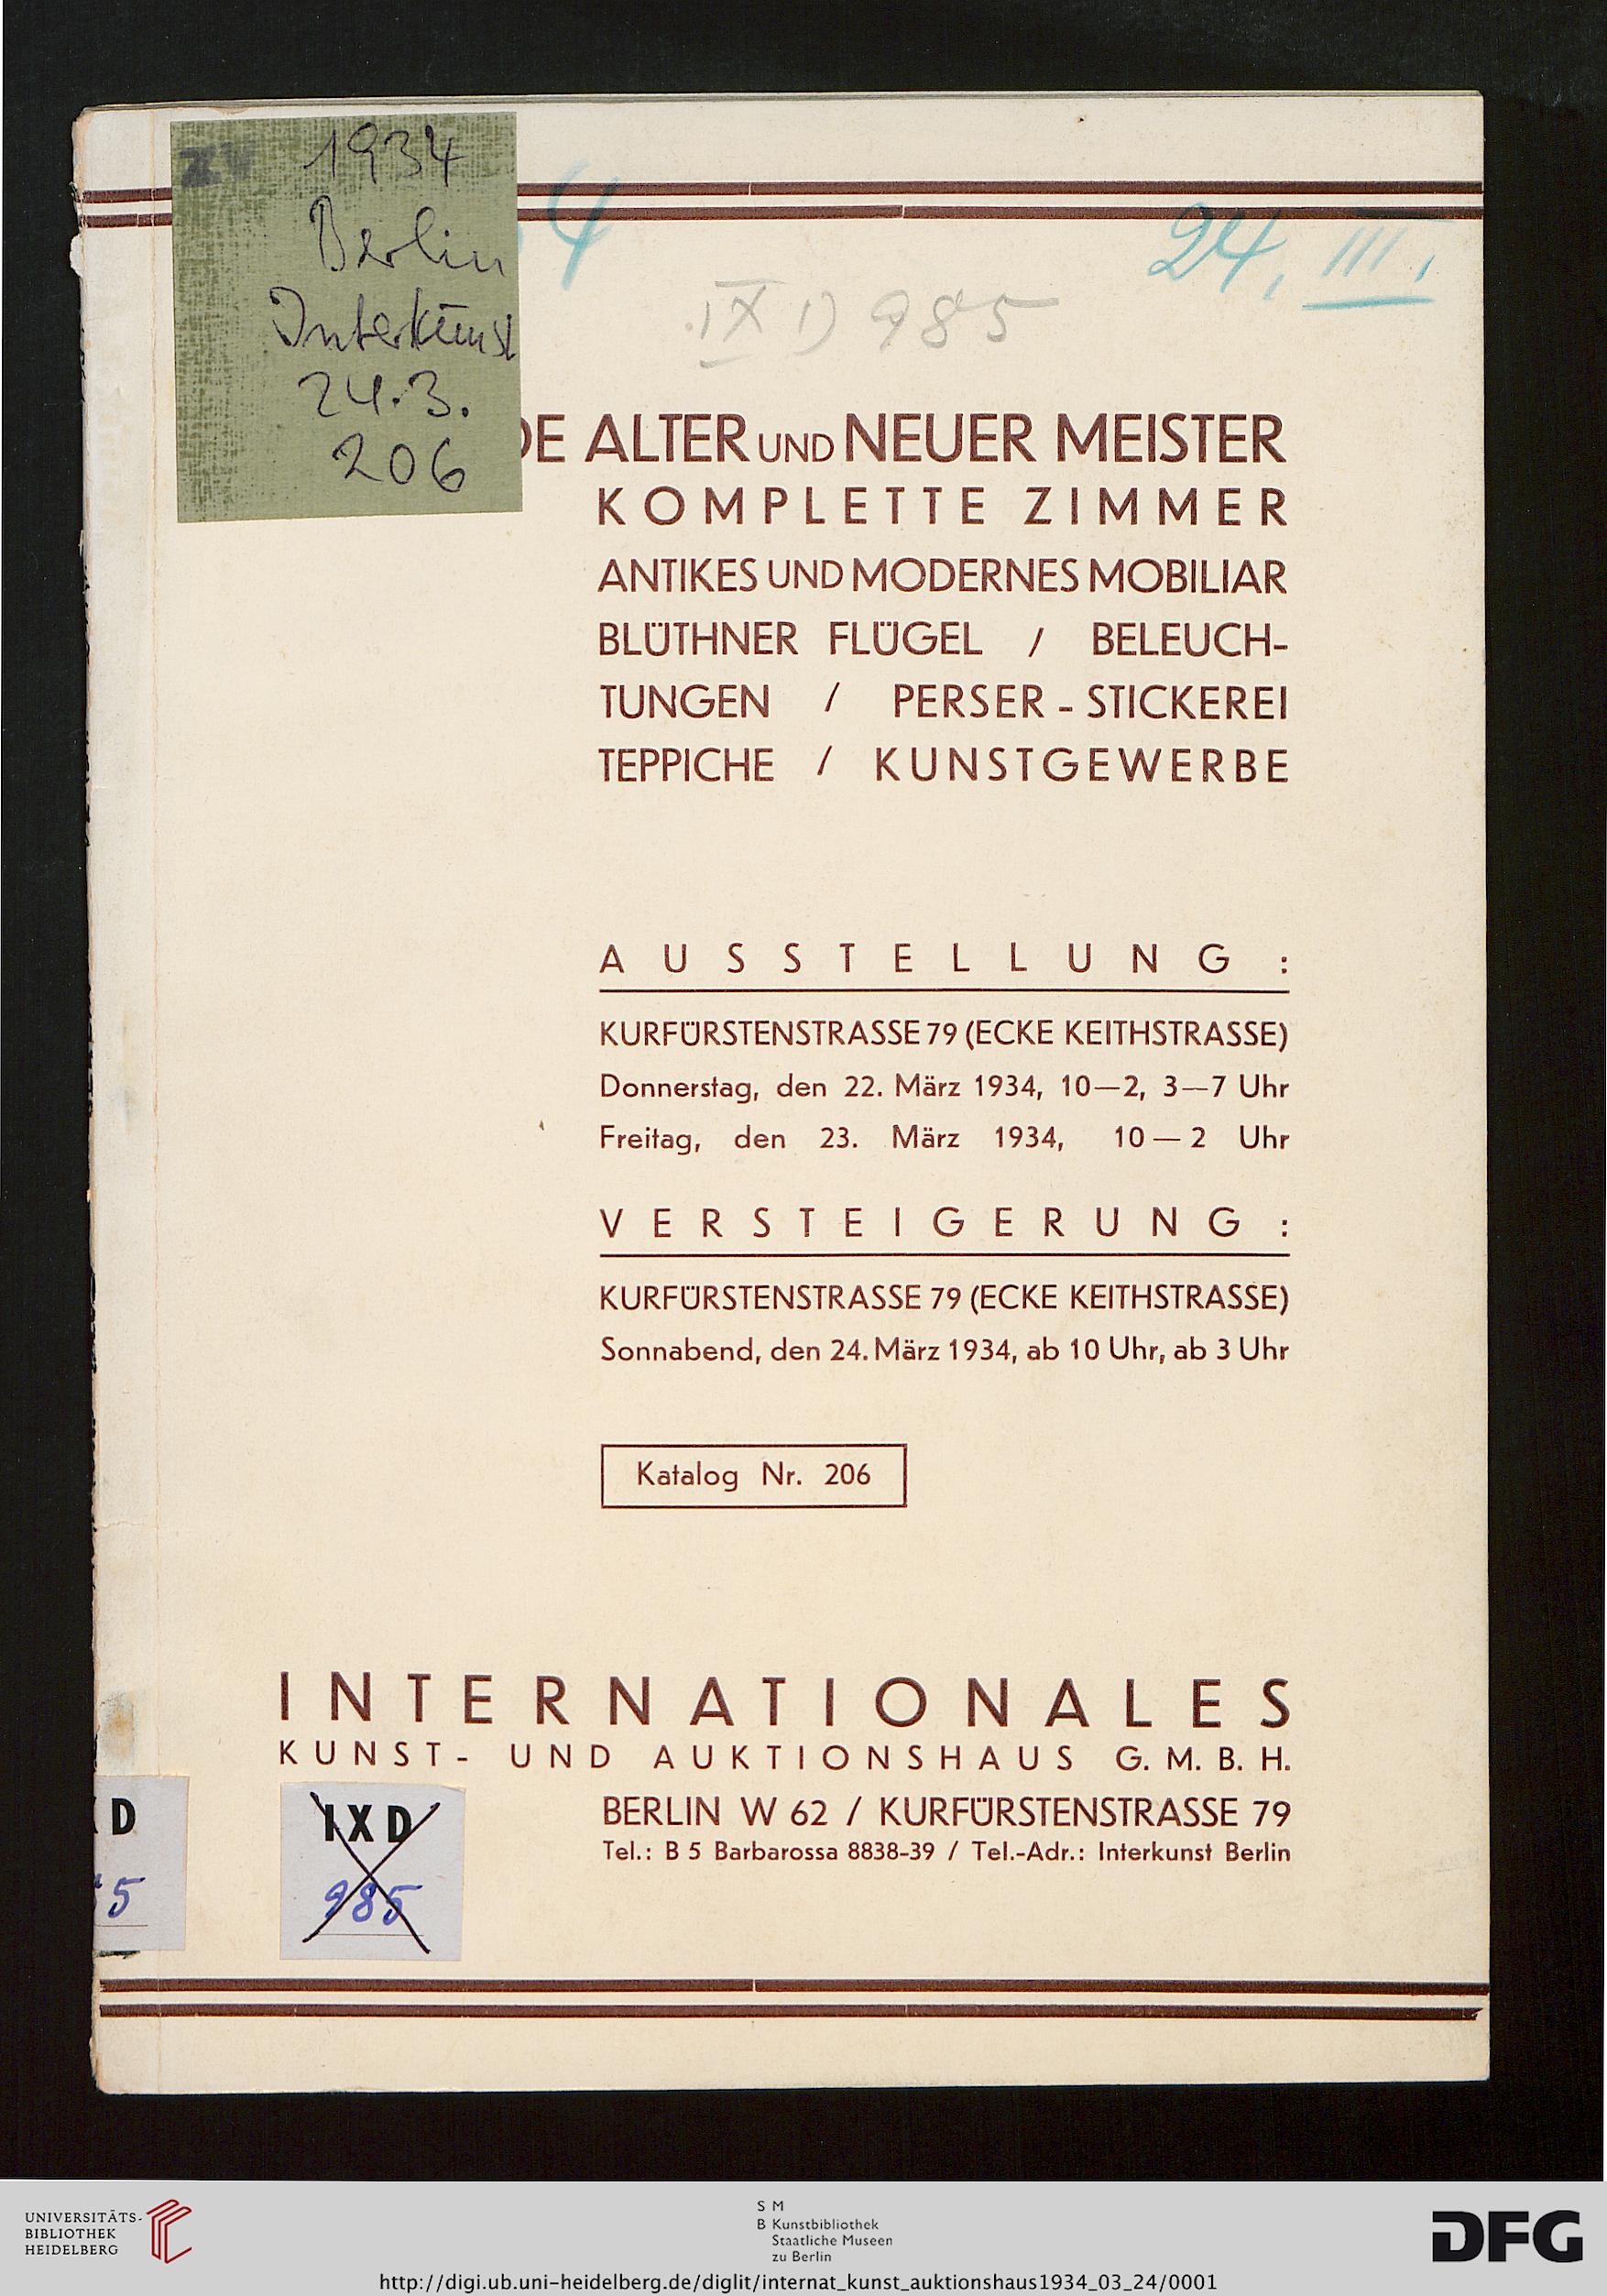 ZV 1934
Berlin
Interkunst
24.3.
206
4
24. III.
IX D 985
DE ALTER UND NEUER MEISTER
KOMPLETTE ZIMMER
ANTIKES UND MODERNES MOBILIAR
BLÜTHNER FLÜGEL / BELEUCH-
TUNGEN / PERSER - STICKEREI
TEPPICHE / KUNSTGEWERBE
AUSSTELLUNG :
KURFÜRSTENSTRASSE 79 (ECKE KEITHSTRASSE)
Donnerstag, den 22. März 1934, 10—2, 3—7 Uhr
Freitag, den 23. März 1934, 10 — 2 Uhr
VERSTEIGERUNG :
KURFÜRSTENSTRASSE 79 (ECKE KEITHSTRASSE)
Sonnabend, den 24. März 1934, ab 10 Uhr, ab 3 Uhr
Katalog Nr. 206
INTERNATIONALES
KUNST- UND AUKTIONSHAUS G. M. B. H.
BERLIN W 62 / KURFÜRSTENSTRASSE 79
Tel.: B 5 Barbarossa 8838-39 / Tel.-Adr.: Interkunst Berlin
D
5
IXD
985
UNIVERSITÄTS-
BIBLIOTHEK
HEIDELBERG
S M
B Kunstbibliothek
Staatliche Museen
zu Berlin
DFG
http://digi.ub.uni-heidelberg.de/diglit/internat_kunst_auktionshaus1934_03_24/0001